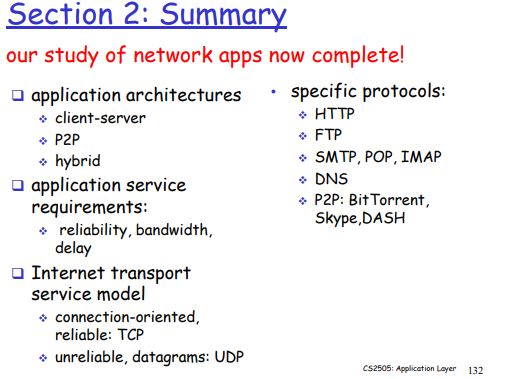 Section 2: Summary
our study of network apps now complete!
application architectures
client-server
P2P
hybrid
application service
requirements:
reliability, bandwidth,
delay
Internet transport
service model
connection-oriented,
reliable: TCP
unreliable, datagrams: UDP
specific protocols:
HTTP
FTP
SMTP, POP, IMAP
DNS
P2P: BitTorrent,
Skype,DASH
CS2505: Application Layer 132